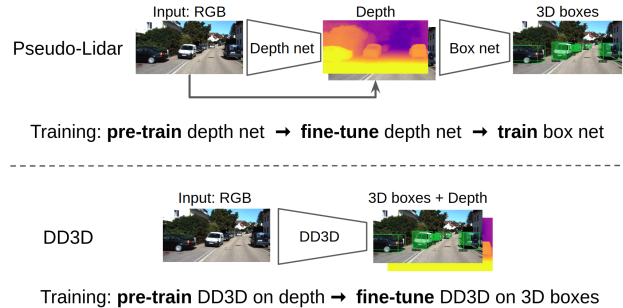 Input: RGB
Depth
3D boxes
Pseudo-Lidar
Depth net
Box net
Training: pre-train depth net → fine-tune depth net → train box net
Input: RGB
3D boxes + Depth
DD3D
DD3D
Training: pre-train DD3D on depth → fine-tune DD3D on 3D boxes